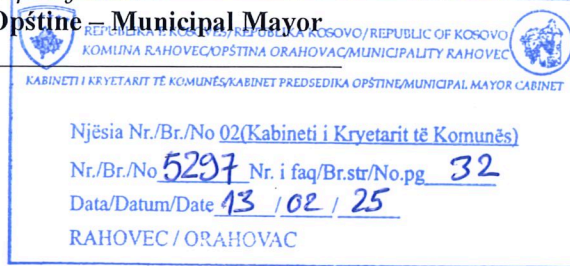 Opštine – Municipal Mayor
REPUBLIKA E KOSOVËS/REPUBLIKA KOSOVO/REPUBLIC OF KOSOVO
KOMUNA RAHOVEC/OPŠTINA ORAHOVAC/MUNICIPALITY RAHOVEC
KABINETI I KRYETARIT TË KOMUNËS/KABINET PREDSEDIKA OPŠTINE/MUNICIPAL MAYOR CABINET
Njësia Nr./Br./No 02(Kabineti i Kryetarit të Komunës)
Nr./Br./No 5297 Nr. i faq/Br.str/No.pg 32
Data/Datum/Date 13 / 02 / 25
RAHOVEC / ORAHOVAC